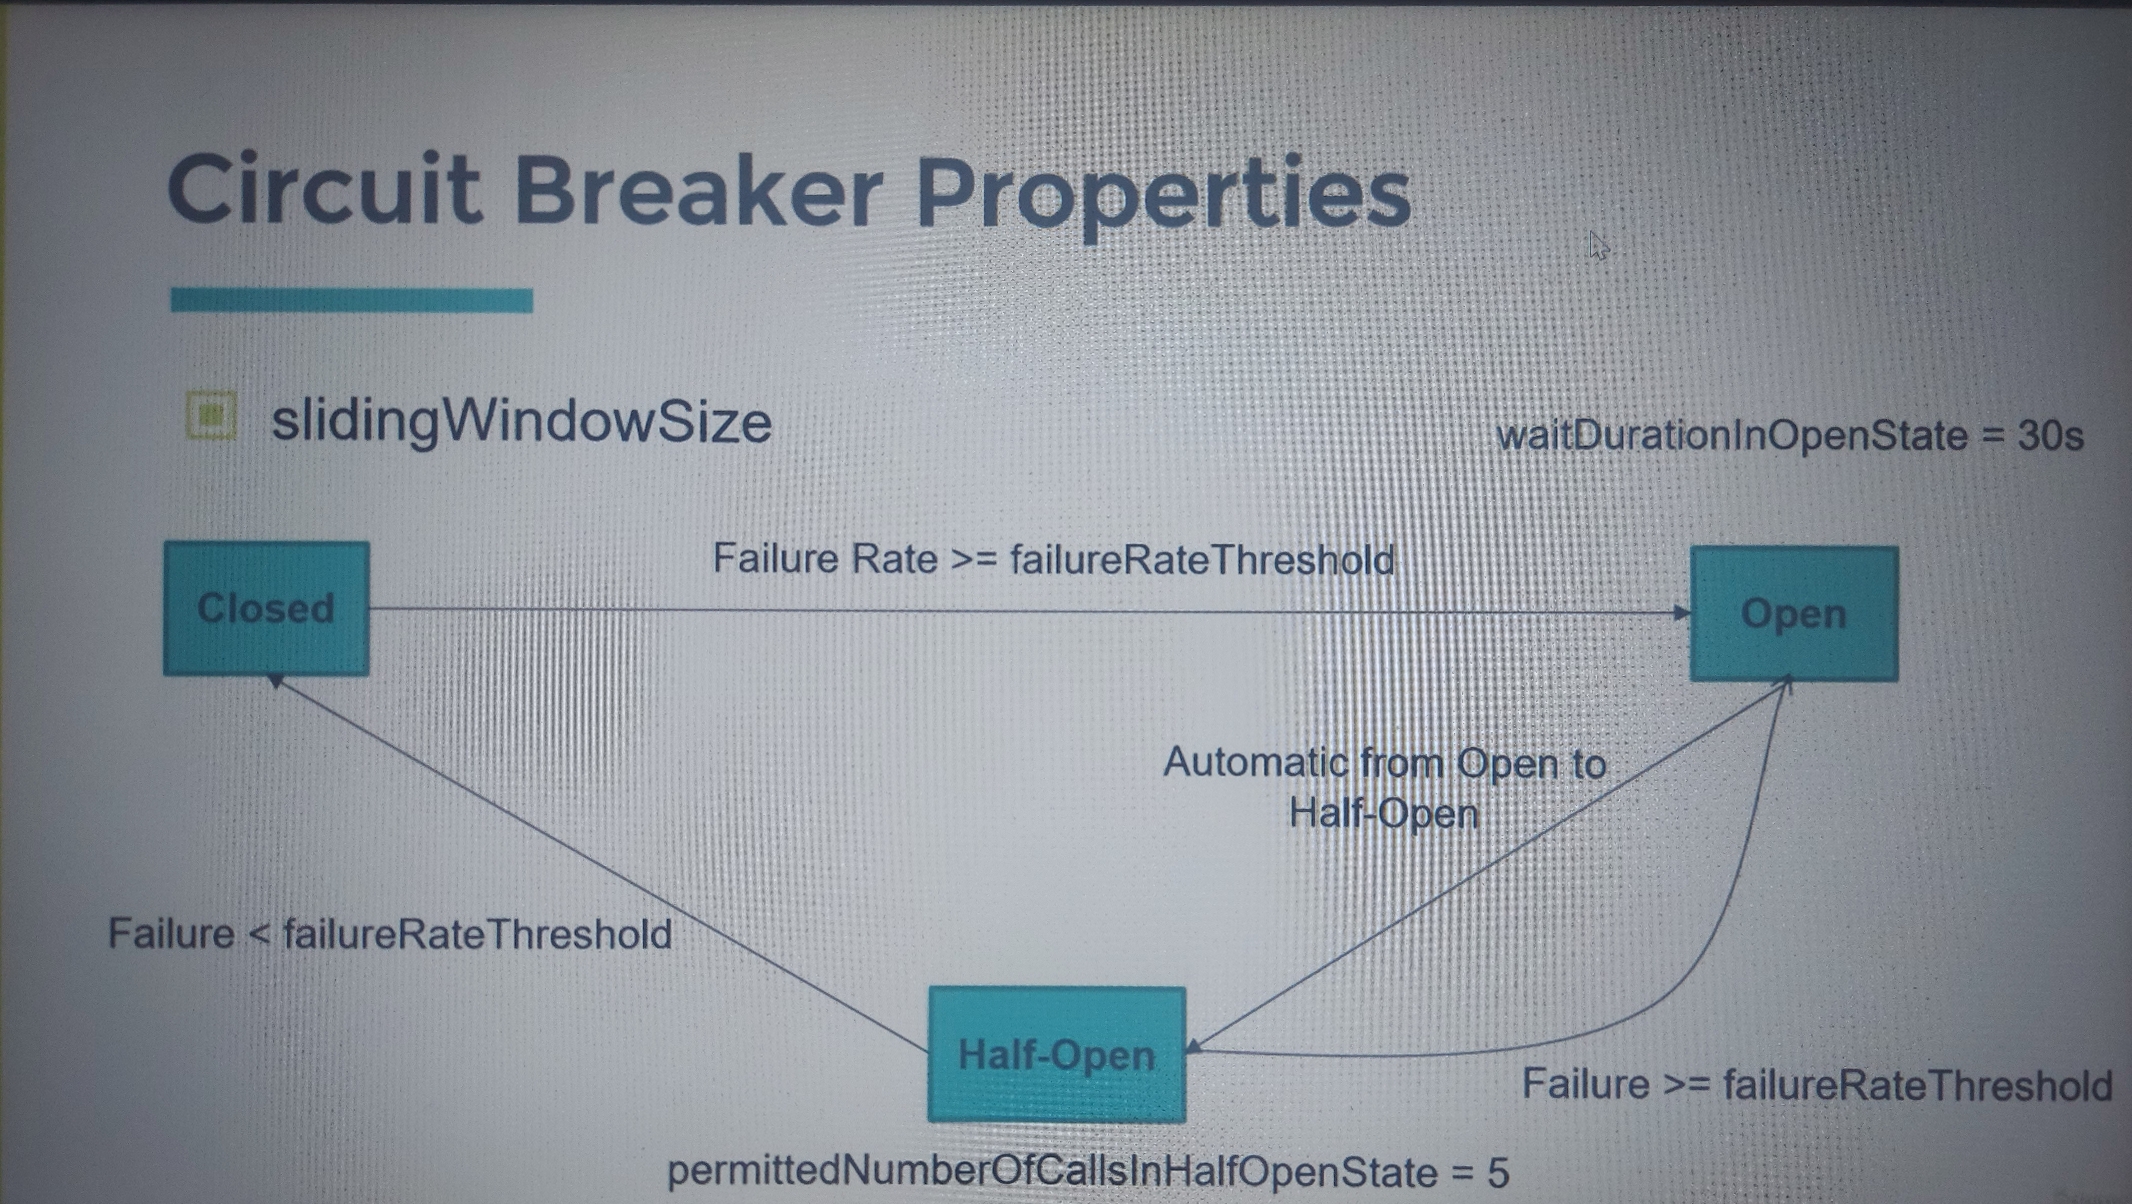 Circuit Breaker Properties
slidingWindowSize
waitDurationInOpenState = 30s
Failure Rate >= failureRateThreshold
Closed
Open
Automatic from Open to
Half-Open
Failure < failureRateThreshold
Half-Open
Failure >= failureRateThreshold
permittedNumberOfCallsInHalfOpenState = 5